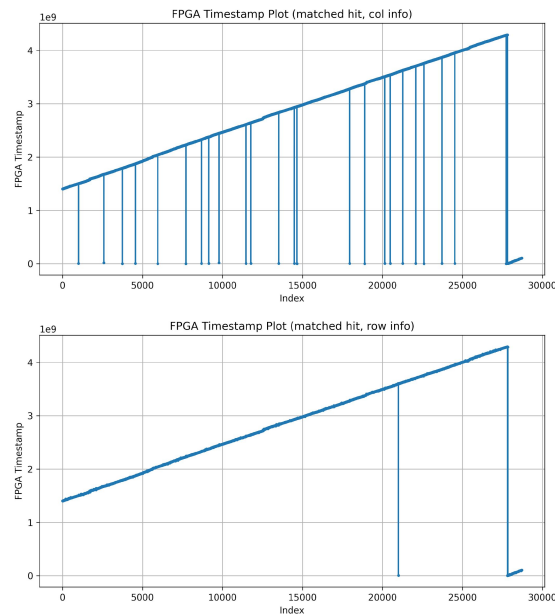 FPGA Timestamp Plot (matched hit, col info)
1e9
4
3
2
1
0
FPGA Timestamp
0 5000 10000 15000 20000 25000 30000
Index
FPGA Timestamp Plot (matched hit, row info)
1e9
4
3
2
1
0
FPGA Timestamp
0 5000 10000 15000 20000 25000 30000
Index